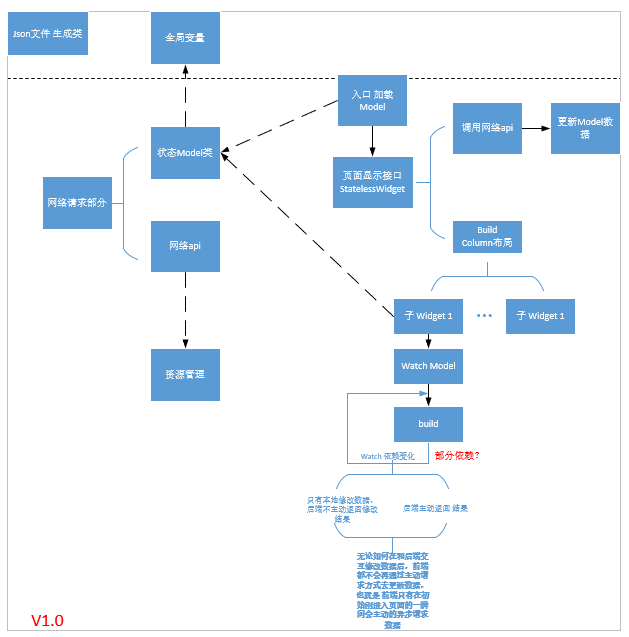 Json文件 生成类
全局变量
入口 加载
Model
调用网络api
更新Model数
据
状态Model类
页面显示接口
StatelessWidget
网络请求部分
网络api
Build
Column布局
子 Widget 1
子 Widget 1
资源管理
Watch Model
build
Watch 依赖变化
部分依赖？
只有本地修改数据，
后端不主动返回修改
结果
后端主动返回 结果
无论如何在和后端交
互修改数据后，前端
都不会再通过主动请
求方式去更新数据，
也就是 前端只有在初
始刚进入页面的一瞬
间会主动的异步请求
数据
V1.0